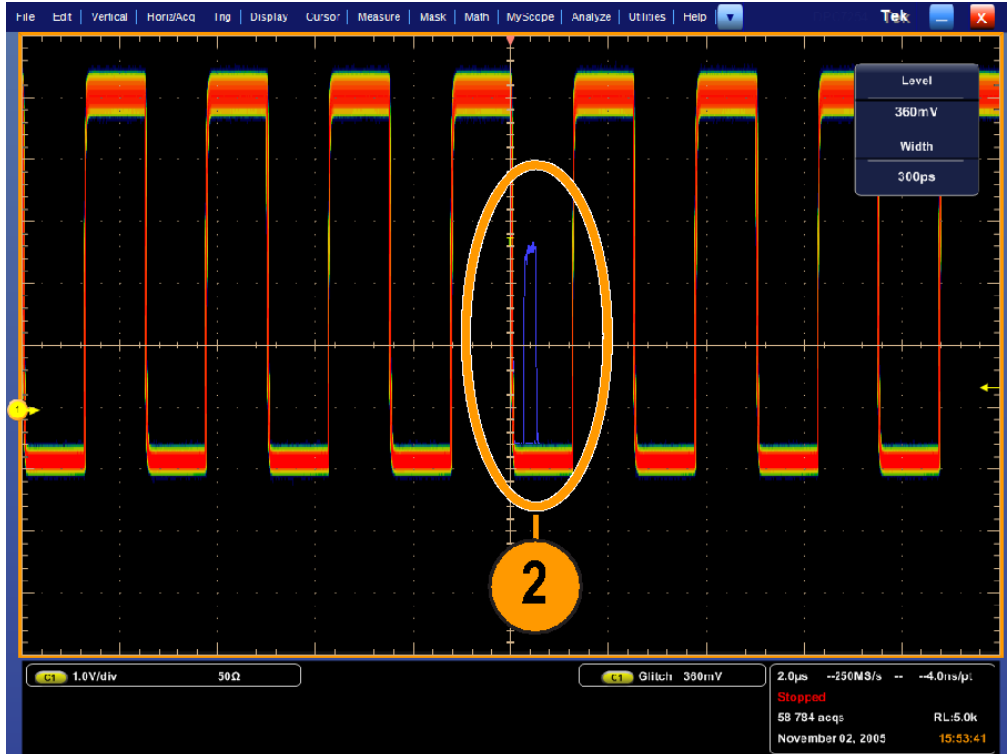 File Edit Vertical Horiz/Acq Trig Display Cursor Measure Mask Math MyScope Analyze Utilities Help Tek X
Level
360mV
Width
300ps
1
2
C1 1.0V/div 50Ω
C1 Glitch 360mV
2.0µs --250MS/s -- --4.0ns/pt
Stopped
58 784 acqs RL:5.0k
November 02, 2005 15:53:41